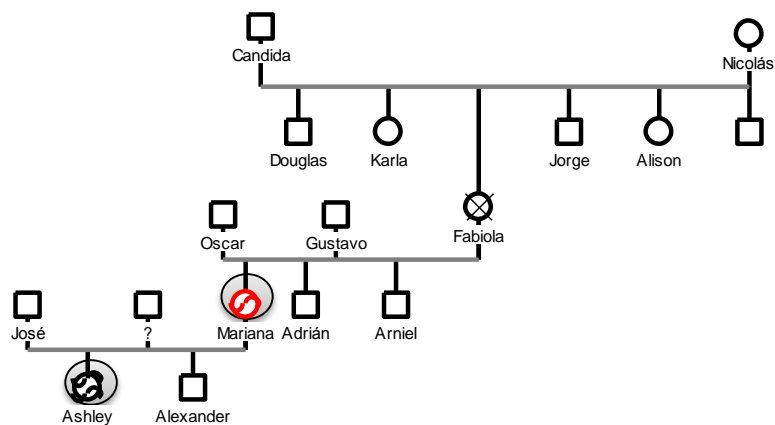 Candida
Nicolás
Douglas
Karla
Jorge
Alison
Fabiola
Oscar
Gustavo
Mariana
Adrián
Arniel
José
?
Ashley
Alexander